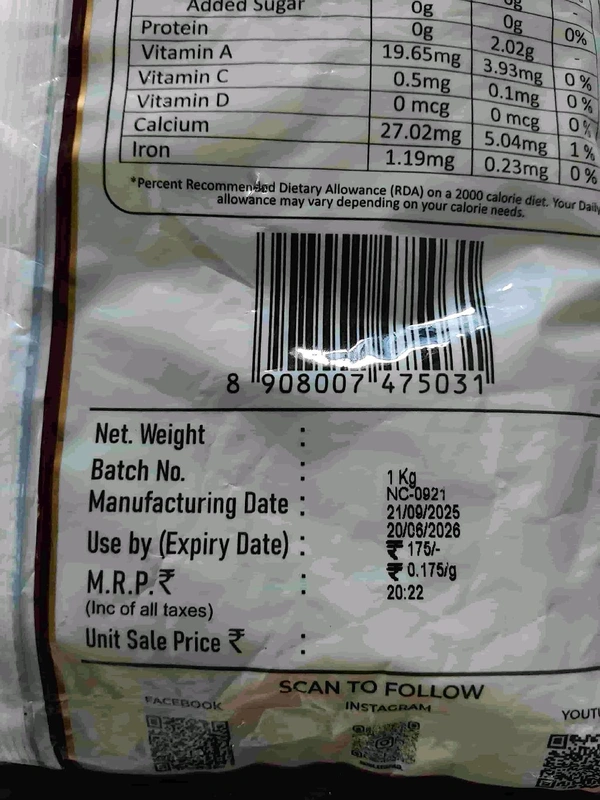 Added Sugar 0g 0g 0%
Protein 0g 2.02g -
Vitamin A 19.65mg 3.93mg 0 %
Vitamin C 0.5mg 0.1mg 0 %
Vitamin D 0 mcg 0 mcg 0 %
Calcium 27.02mg 5.04mg 1 %
Iron 1.19mg 0.23mg 0 %
*Percent Recommended Dietary Allowance (RDA) on a 2000 calorie diet. Your Daily
allowance may vary depending on your calorie needs.
8 908007 475031
Net. Weight :
Batch No. :
Manufacturing Date :
Use by (Expiry Date) :
M.R.P.₹ :
(Inc of all taxes)
Unit Sale Price ₹ :
1 Kg
NC-0921
21/09/2025
20/06/2026
₹ 175/-
₹ 0.175/g
20:22
SCAN TO FOLLOW
FACEBOOK
INSTAGRAM
YOUTU